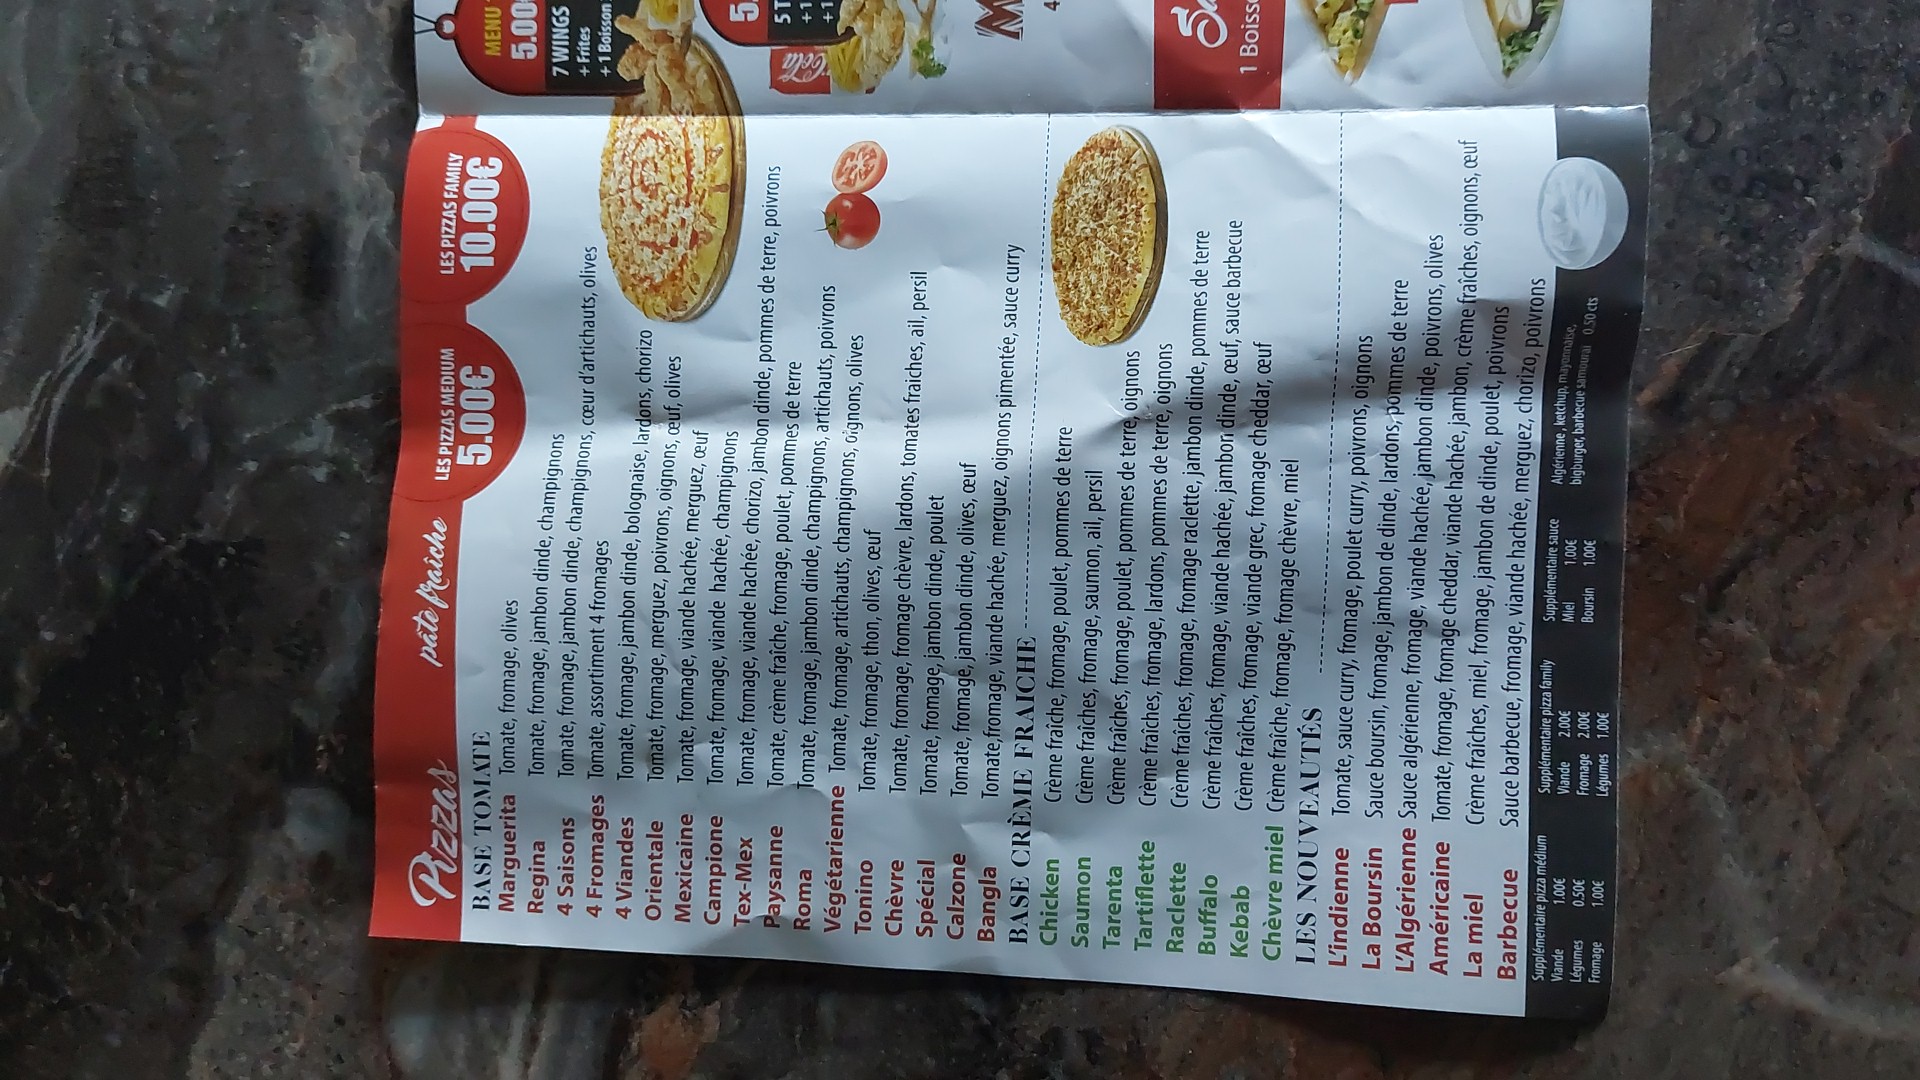 Pizzas pâte fraîche
LES PIZZAS MEDIUM
5.00€
LES PIZZAS FAMILY
10.00€
BASE TOMATE
Marguerita Tomate, fromage, olives
Regina Tomate, fromage, jambon dinde, champignons
4 Saisons Tomate, fromage, jambon dinde, champignons, cœur d'artichauts, olives
4 Fromages Tomate, assortiment 4 fromages
4 Viandes Tomate, fromage, jambon dinde, bolognaise, lardons, chorizo
Orientale Tomate, fromage, merguez, poivrons, oignons, œuf, olives
Mexicaine Tomate, fromage, viande hachée, merguez, œuf
Campione Tomate, fromage, viande hachée, champignons
Tex-Mex Tomate, fromage, viande hachée, chorizo, jambon dinde, pommes de terre, poivrons
Paysanne Tomate, crème fraîche, fromage, poulet, pommes de terre
Roma Tomate, fromage, jambon dinde, champignons, artichauts, poivrons
Végétarienne Tomate, fromage, artichauts, champignons, oignons, olives
Tonino Tomate, fromage, thon, olives, œuf
Chèvre Tomate, fromage, fromage chèvre, lardons, tomates fraiches, ail, persil
Spécial Tomate, fromage, jambon dinde, poulet
Calzone Tomate, fromage, jambon dinde, olives, œuf
Bangla Tomate, fromage, viande hachée, merguez, oignons pimentée, sauce curry
BASE CRÈME FRAICHE
Chicken Crème fraîche, fromage, poulet, pommes de terre
Saumon Crème fraîches, fromage, saumon, ail, persil
Tarenta Crème fraîches, fromage, poulet, pommes de terre, oignons
Tartiflette Crème fraîches, fromage, lardons, pommes de terre, oignons
Raclette Crème fraîches, fromage, fromage raclette, jambon dinde, pommes de terre
Buffalo Crème fraîches, fromage, viande hachée, jambon dinde, œuf, sauce barbecue
Kebab Crème fraîches, fromage, viande grec, fromage cheddar, œuf
Chèvre miel Crème fraîche, fromage, fromage chèvre, miel
LES NOUVEAUTÉS
L'indienne Tomate, sauce curry, fromage, poulet curry, poivrons, oignons
La Boursin Sauce boursin, fromage, jambon de dinde, lardons, pommes de terre
L'Algérienne Sauce algérienne, fromage, viande hachée, jambon dinde, poivrons, olives
Américaine Tomate, fromage, fromage cheddar, viande hachée, jambon, crème fraîches, oignons, œuf
La miel Crème fraîches, miel, fromage, jambon de dinde, poulet, poivrons
Barbecue Sauce barbecue, fromage, viande hachée, merguez, chorizo, poivrons
Supplémentaire pizza médium
Viande 1.00€
Légumes 0.50€
Fromage 1.00€
Supplémentaire pizza family
Viande 2.00€
Fromage 2.00€
Légumes 1.00€
Supplémentaire sauce
Miel 1.00€
Boursin 1.00€
Algérienne, ketchup, mayonnaise,
bigburger, barbecue samouraï 0.50 cts
MENU
5.00
7 WINGS
+ Frites
+ 1 Boisson
5.
5 T
+ 1
+ 1
Cola
M
4
Sa
1 Boisso